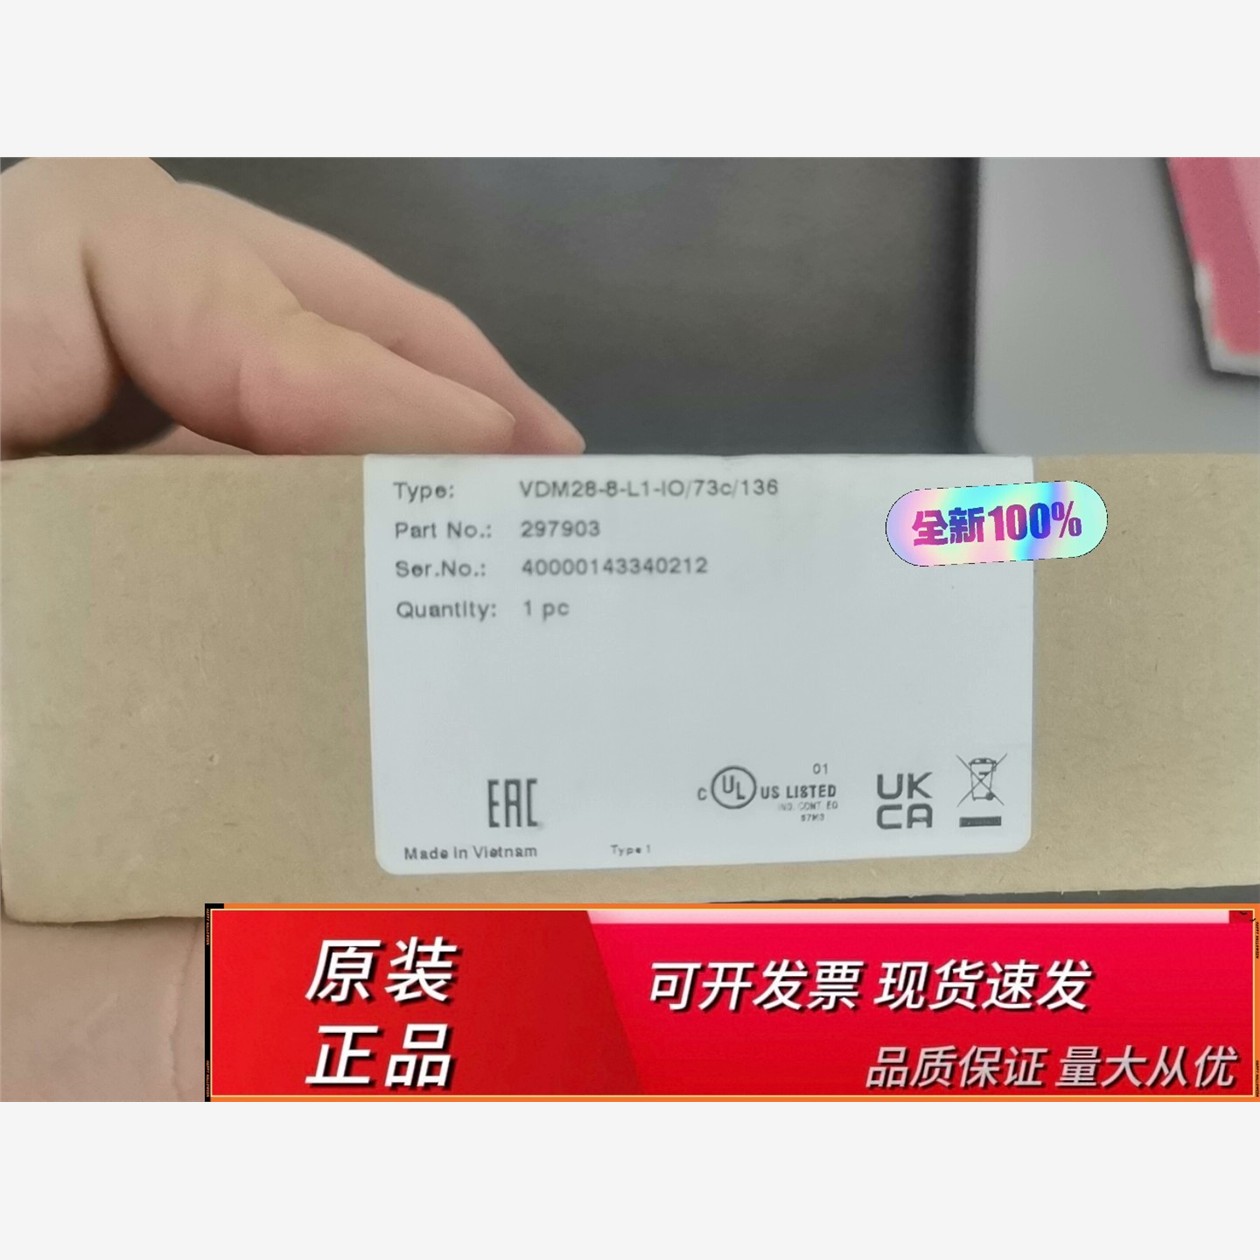 Type: VDM28-8-L1-IO/73c/136
Part No.: 297903
Ser.No.: 40000143340212
Quantity: 1 pc
全新100%
EAC
C UL US LISTED
01
IND. CONT. EQ
67M3
UK
CA
Made in Vietnam
Type 1
原装
正品
可开发票 现货速发
品质保证 量大从优